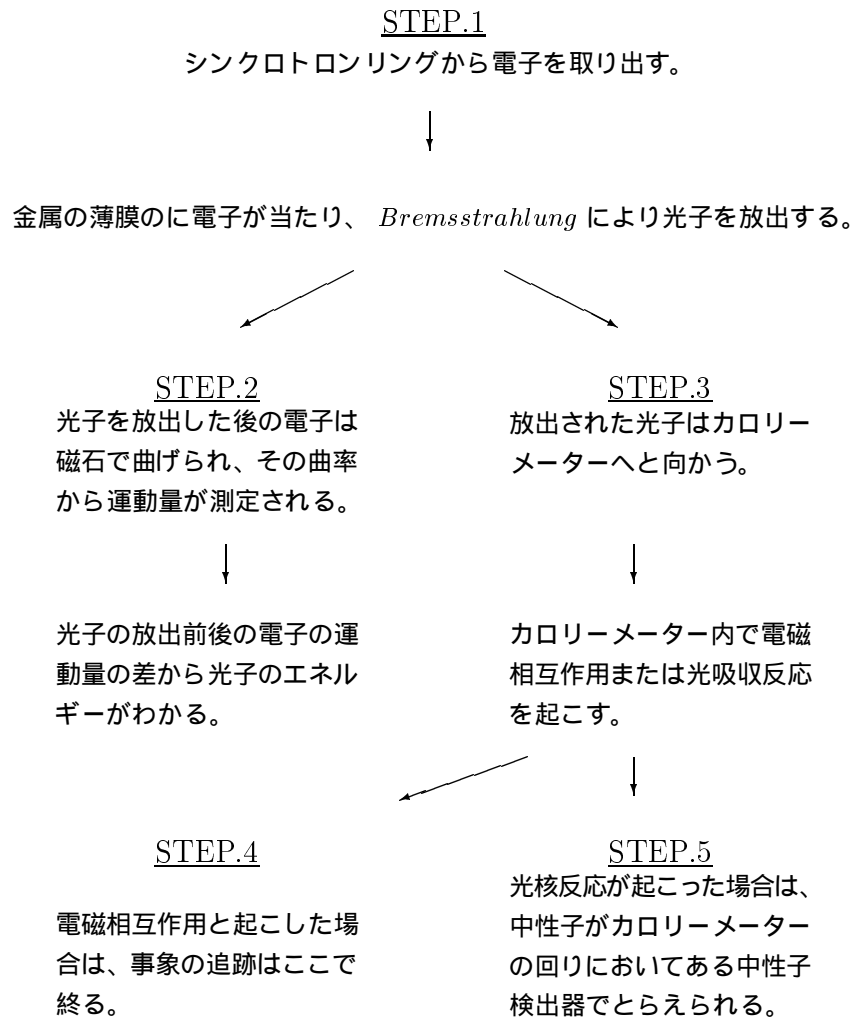 STEP.1
シンクロトロンリングから電子を取り出す。
金属の薄膜のに電子が当たり、 Bremsstrahlung により光子を放出する。
STEP.2
光子を放出した後の電子は
磁石で曲げられ、その曲率
から運動量が測定される。
STEP.3
放出された光子はカロリー
メーターへと向かう。
光子の放出前後の電子の運
動量の差から光子のエネル
ギーがわかる。
カロリーメーター内で電磁
相互作用または光吸収反応
を起こす。
STEP.4
電磁相互作用と起こした場
合は、事象の追跡はここで
終る。
STEP.5
光核反応が起こった場合は、
中性子がカロリーメーター
の回りにおいてある中性子
検出器でとらえられる。